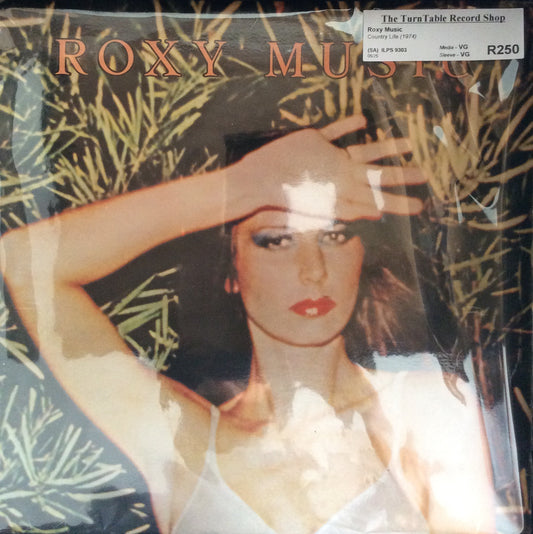 The TurnTable Record Shop
Roxy Music
Country Life (1974)
(SA) ILPS 9303
Media - VG
Sleeve - VG
R250
ROXY MUSIC